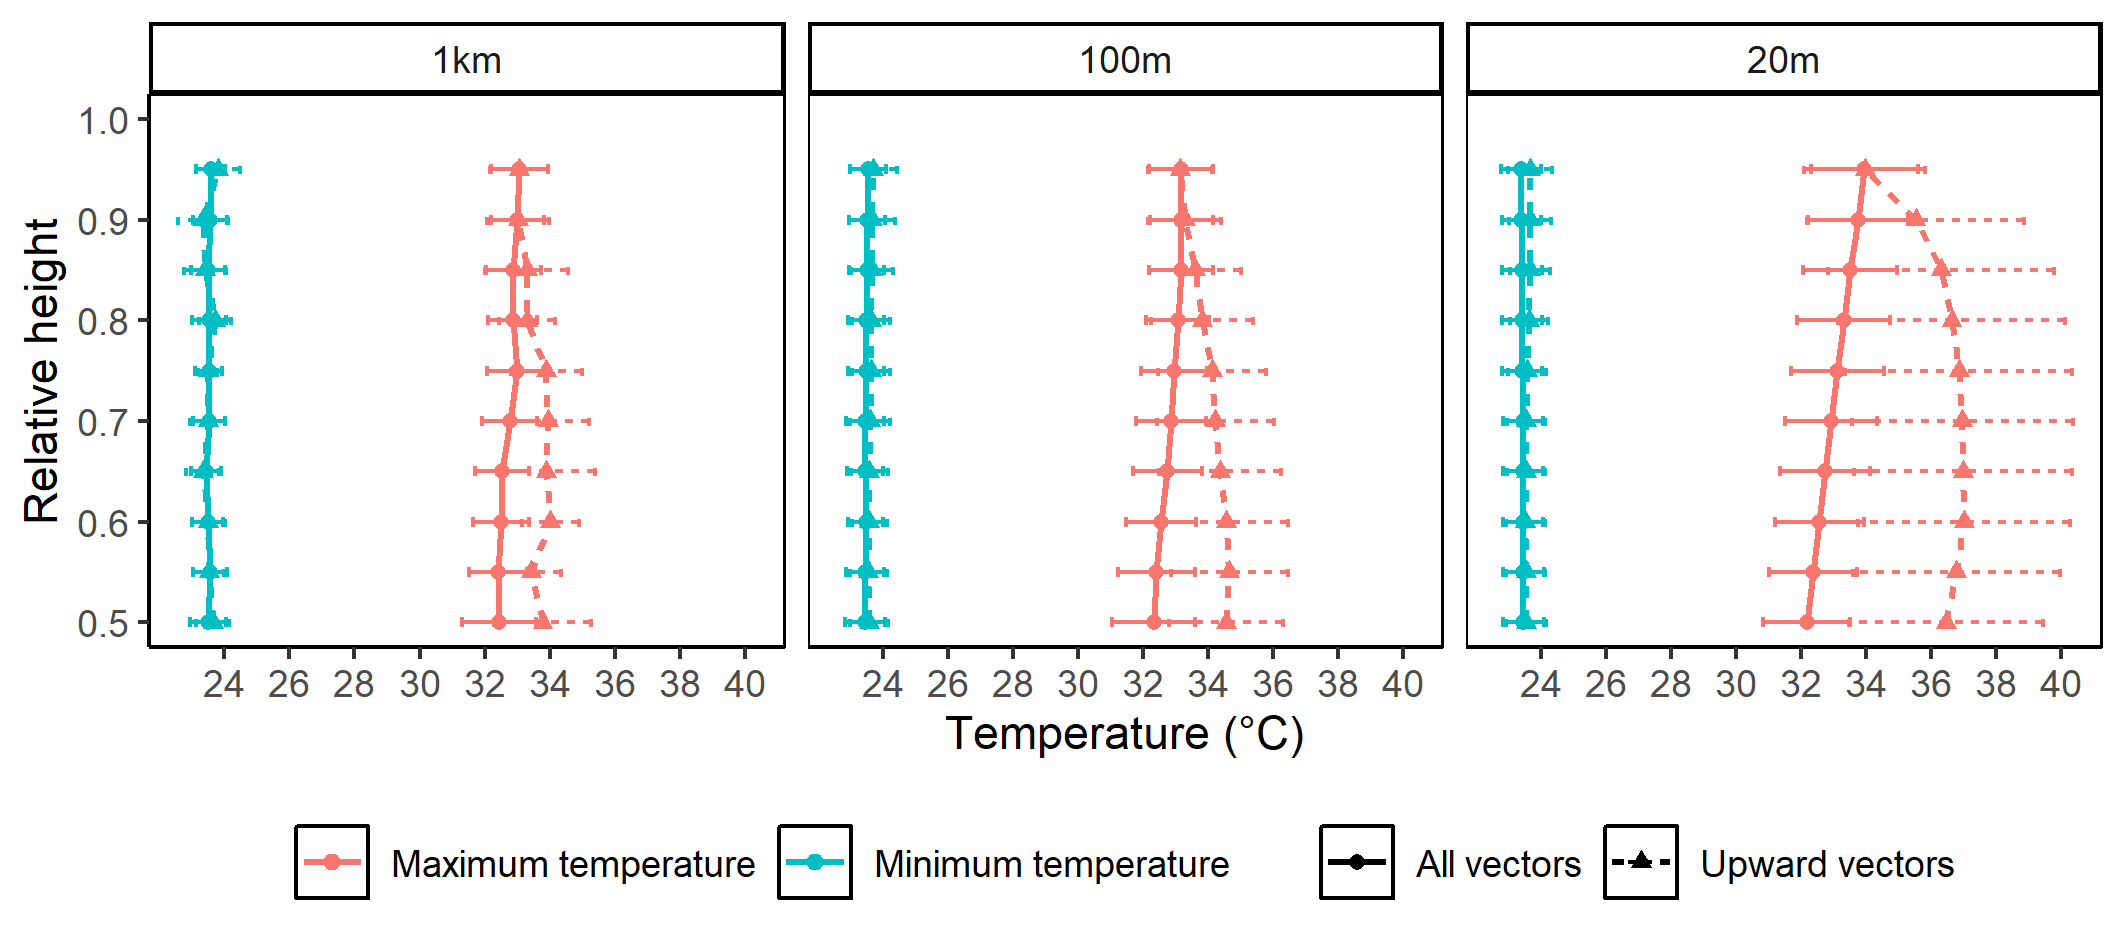 1km 100m 20m
Relative height
1.0
0.9
0.8
0.7
0.6
0.5
24 26 28 30 32 34 36 38 40 24 26 28 30 32 34 36 38 40 24 26 28 30 32 34 36 38 40
Temperature (°C)
Maximum temperature Minimum temperature All vectors Upward vectors